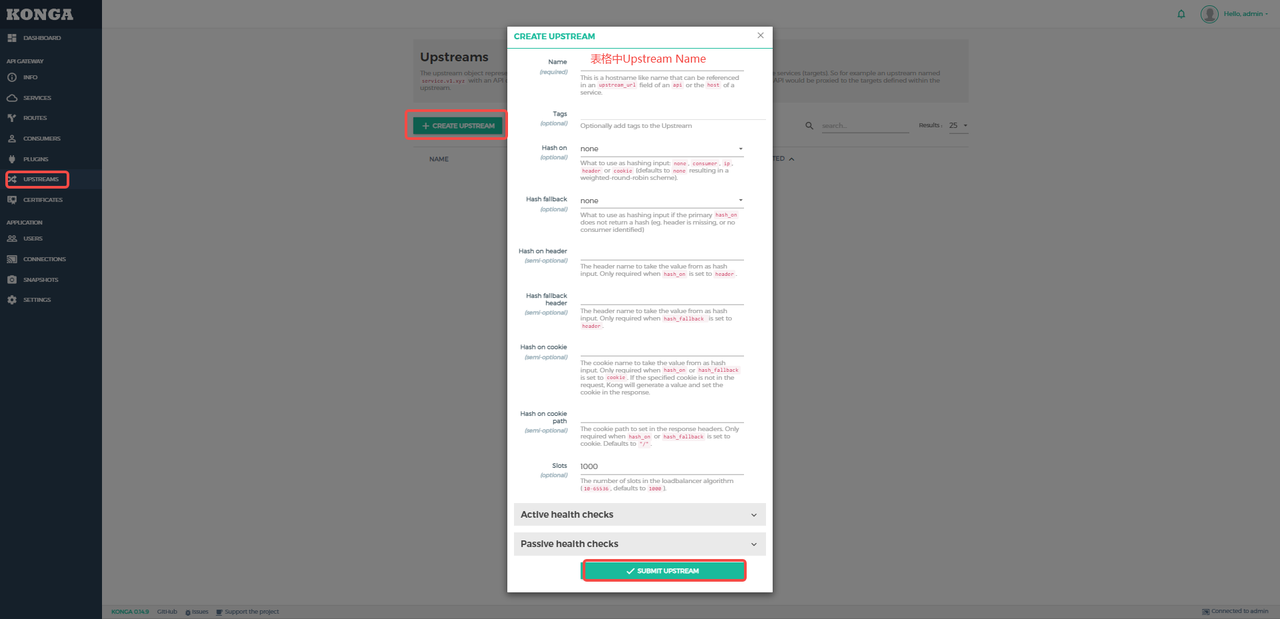 KONGA
Hello, admin
DASHBOARD
API GATEWAY
INFO
SERVICES
ROUTES
CONSUMERS
PLUGINS
UPSTREAMS
CERTIFICATES
APPLICATION
USERS
CONNECTIONS
SNAPSHOTS
SETTINGS
Upstreams
The upstream object repres
services (targets). So for example an upstream named
service.v1.xyz with an API
API would be proxied to the targets defined within the
upstream.
+ CREATE UPSTREAM
search...
Results :
25
NAME
CREATE UPSTREAM
×
Name
(required)
表格中Upstream Name
This is a hostname like name that can be referenced
in an upstream_url field of an api or the host of a
service.
Tags
(optional)
Optionally add tags to the Upstream
Hash on
(optional)
none
What to use as hashing input: none, consumer, ip,
header or cookie (defaults to none resulting in a
weighted-round-robin scheme).
Hash fallback
(optional)
none
What to use as hashing input if the primary hash_on
does not return a hash (eg. header is missing, or no
consumer identified)
Hash on header
(semi-optional)
The header name to take the value from as hash
input. Only required when hash_on is set to header.
Hash fallback
header
(semi-optional)
The header name to take the value from as hash
input. Only required when hash_fallback is set to
header.
Hash on cookie
(semi-optional)
The cookie name to take the value from as hash
input. Only required when hash_on or hash_fallback
is set to cookie. If the specified cookie is not in the
request, Kong will generate a value and set the
cookie in the response.
Hash on cookie
path
(semi-optional)
The cookie path to set in the response headers. Only
required when hash_on or hash_fallback is set to
cookie. Defaults to "/".
Slots
(optional)
1000
The number of slots in the loadbalancer algorithm
(10-65536, defaults to 1000).
Active health checks
Passive health checks
SUBMIT UPSTREAM
KONGA 0.14.9
GitHub
Issues
Support the project
Connected to admin